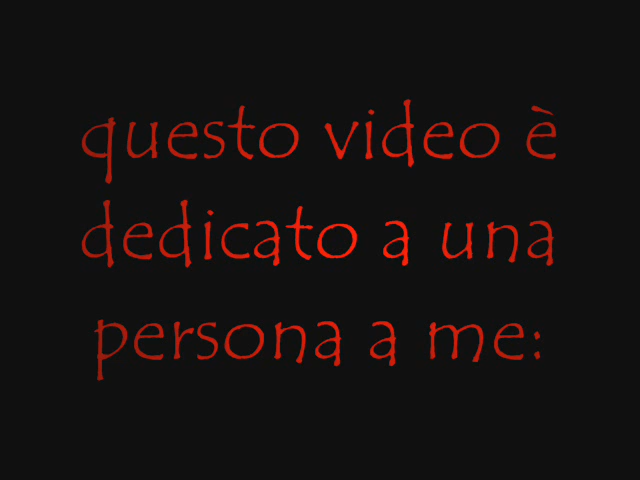 questo video è
dedicato a una
persona a me: